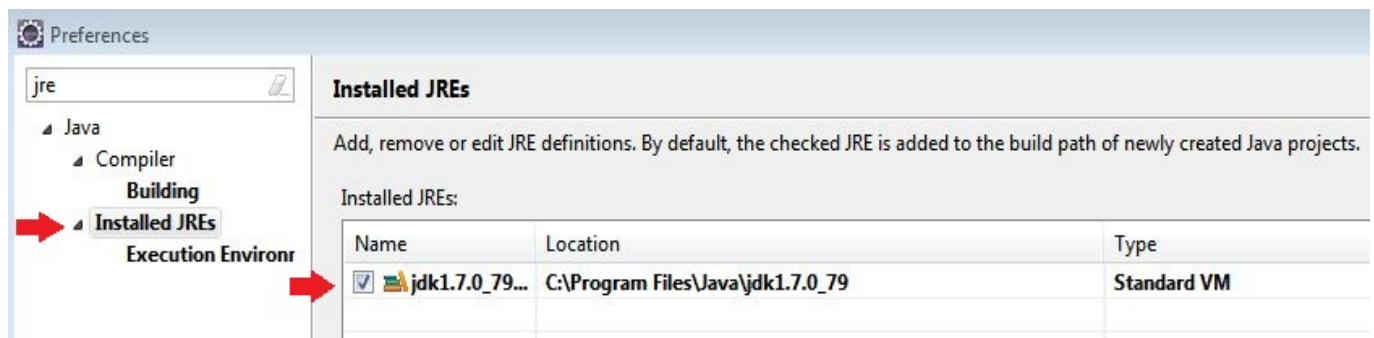 Preferences
jre
Java
Compiler
Building
Installed JREs
Execution Environr
Installed JREs
Add, remove or edit JRE definitions. By default, the checked JRE is added to the build path of newly created Java projects.
Installed JREs:
Name Location Type
jdk1.7.0_79... C:\Program Files\Java\jdk1.7.0_79 Standard VM